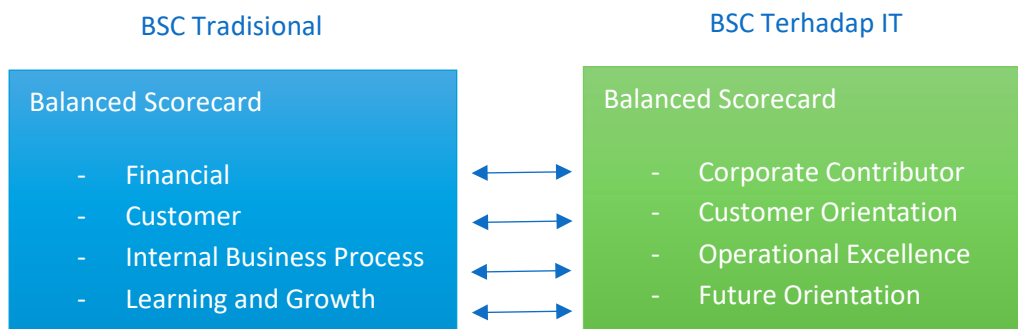 BSC Tradisional
BSC Terhadap IT
Balanced Scorecard
- Financial
- Customer
- Internal Business Process
- Learning and Growth
Balanced Scorecard
- Corporate Contributor
- Customer Orientation
- Operational Excellence
- Future Orientation